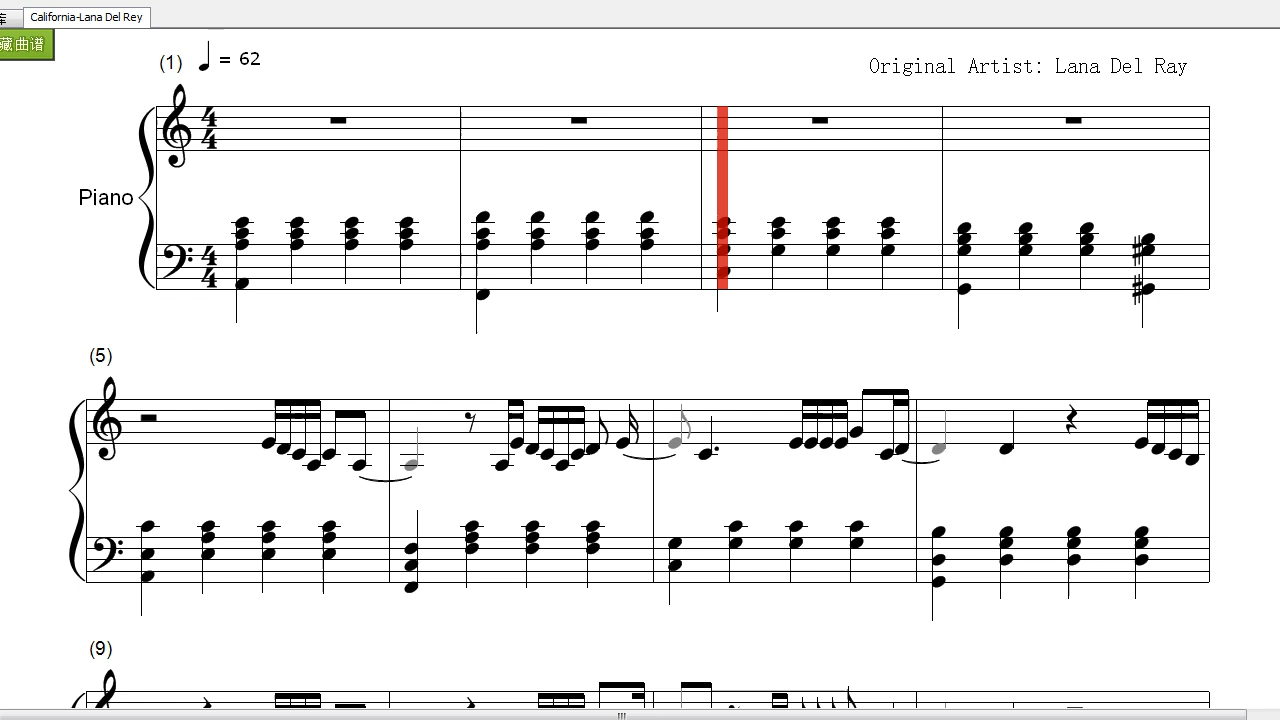 库
California-Lana Del Rey
藏曲谱
(1) ♩ = 62
Original Artist: Lana Del Ray
Piano
4
4
4
4
(5)
(9)